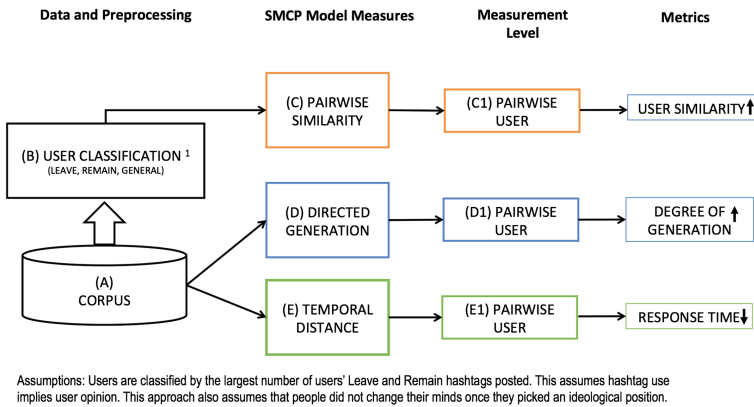 Data and Preprocessing
SMCP Model Measures
Measurement
Level
Metrics
(C) PAIRWISE
SIMILARITY
(C1) PAIRWISE
USER
USER SIMILARITY
(B) USER CLASSIFICATION 1
(LEAVE, REMAIN, GENERAL)
(D) DIRECTED
GENERATION
(D1) PAIRWISE
USER
DEGREE OF
GENERATION
(A)
CORPUS
(E) TEMPORAL
DISTANCE
(E1) PAIRWISE
USER
RESPONSE TIME
Assumptions: Users are classified by the largest number of users' Leave and Remain hashtags posted. This assumes hashtag use
implies user opinion. This approach also assumes that people did not change their minds once they picked an ideological position.